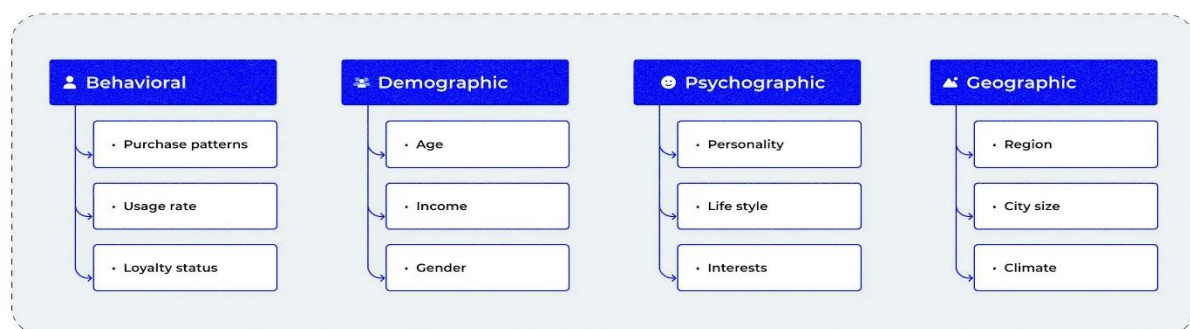 Behavioral
• Purchase patterns
• Usage rate
• Loyalty status
Demographic
• Age
• Income
• Gender
Psychographic
• Personality
• Life style
• Interests
Geographic
• Region
• City size
• Climate